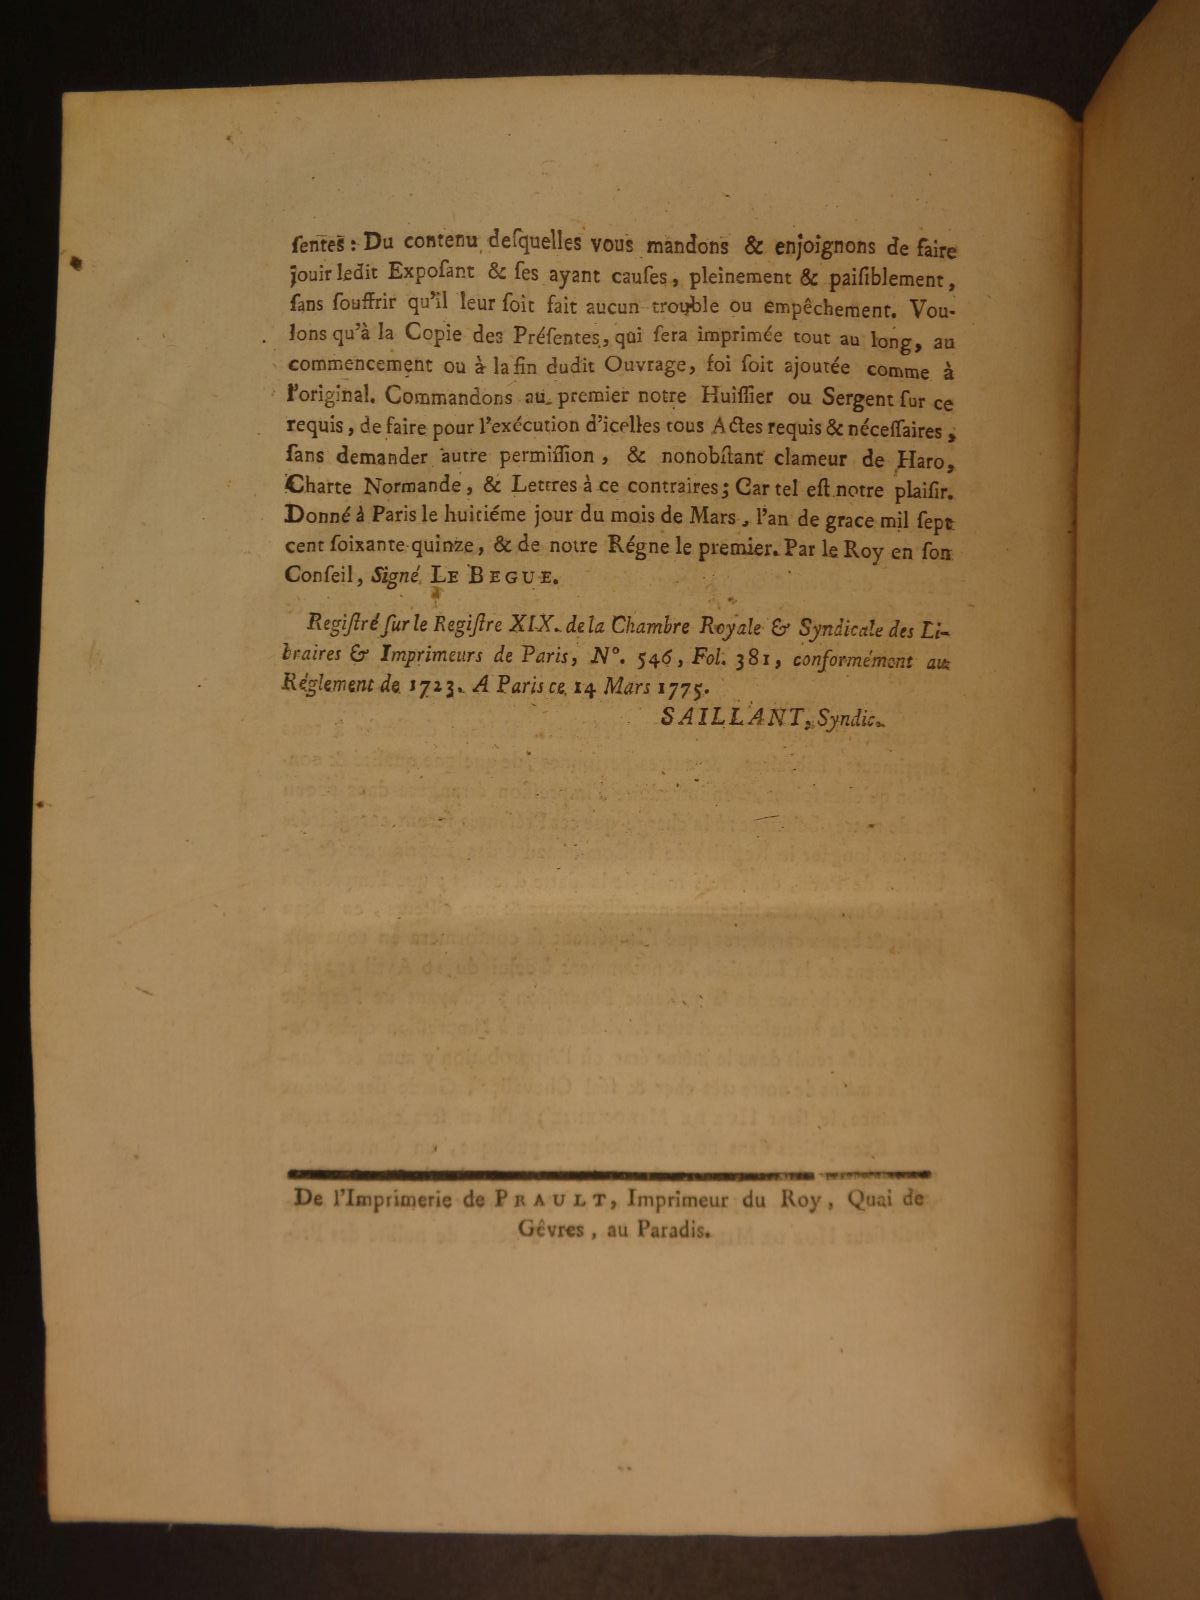 ſentes : Du contenu deſquelles vous mandons & enjoignons de faire
jouir ledit Expoſant & ſes ayant cauſes, pleinement & paiſiblement,
ſans ſouffrir qu'il leur ſoit fait aucun trouble ou empêchement. Vou-
lons qu'à la Copie des Préſentes, qui ſera imprimée tout au long, au
commencement ou à la fin dudit Ouvrage, foi ſoit ajoutée comme à
l'original. Commandons au premier notre Huiſſier ou Sergent ſur ce
requis, de faire pour l'exécution d'icelles tous Actes requis & néceſſaires,
ſans demander autre permiſſion, & nonobſtant clameur de Haro,
Charte Normande, & Lettres à ce contraires; Car tel eſt notre plaiſir.
Donné à Paris le huitiéme jour du mois de Mars, l'an de grace mil ſept
cent ſoixante-quinze, & de notre Régne le premier. Par le Roy en ſon
Conſeil, Signé LE BEGUE.
Regiſtré ſur le Regiſtre XIX. de la Chambre Royale & Syndicale des Li-
braires & Imprimeurs de Paris, N°. 546, Fol. 381, conformément au
Réglement de 1723. A Paris ce 14 Mars 1775.
SAILLANT, Syndic.
De l'Imprimerie de PRAULT, Imprimeur du Roy, Quai de
Gêvres, au Paradis.